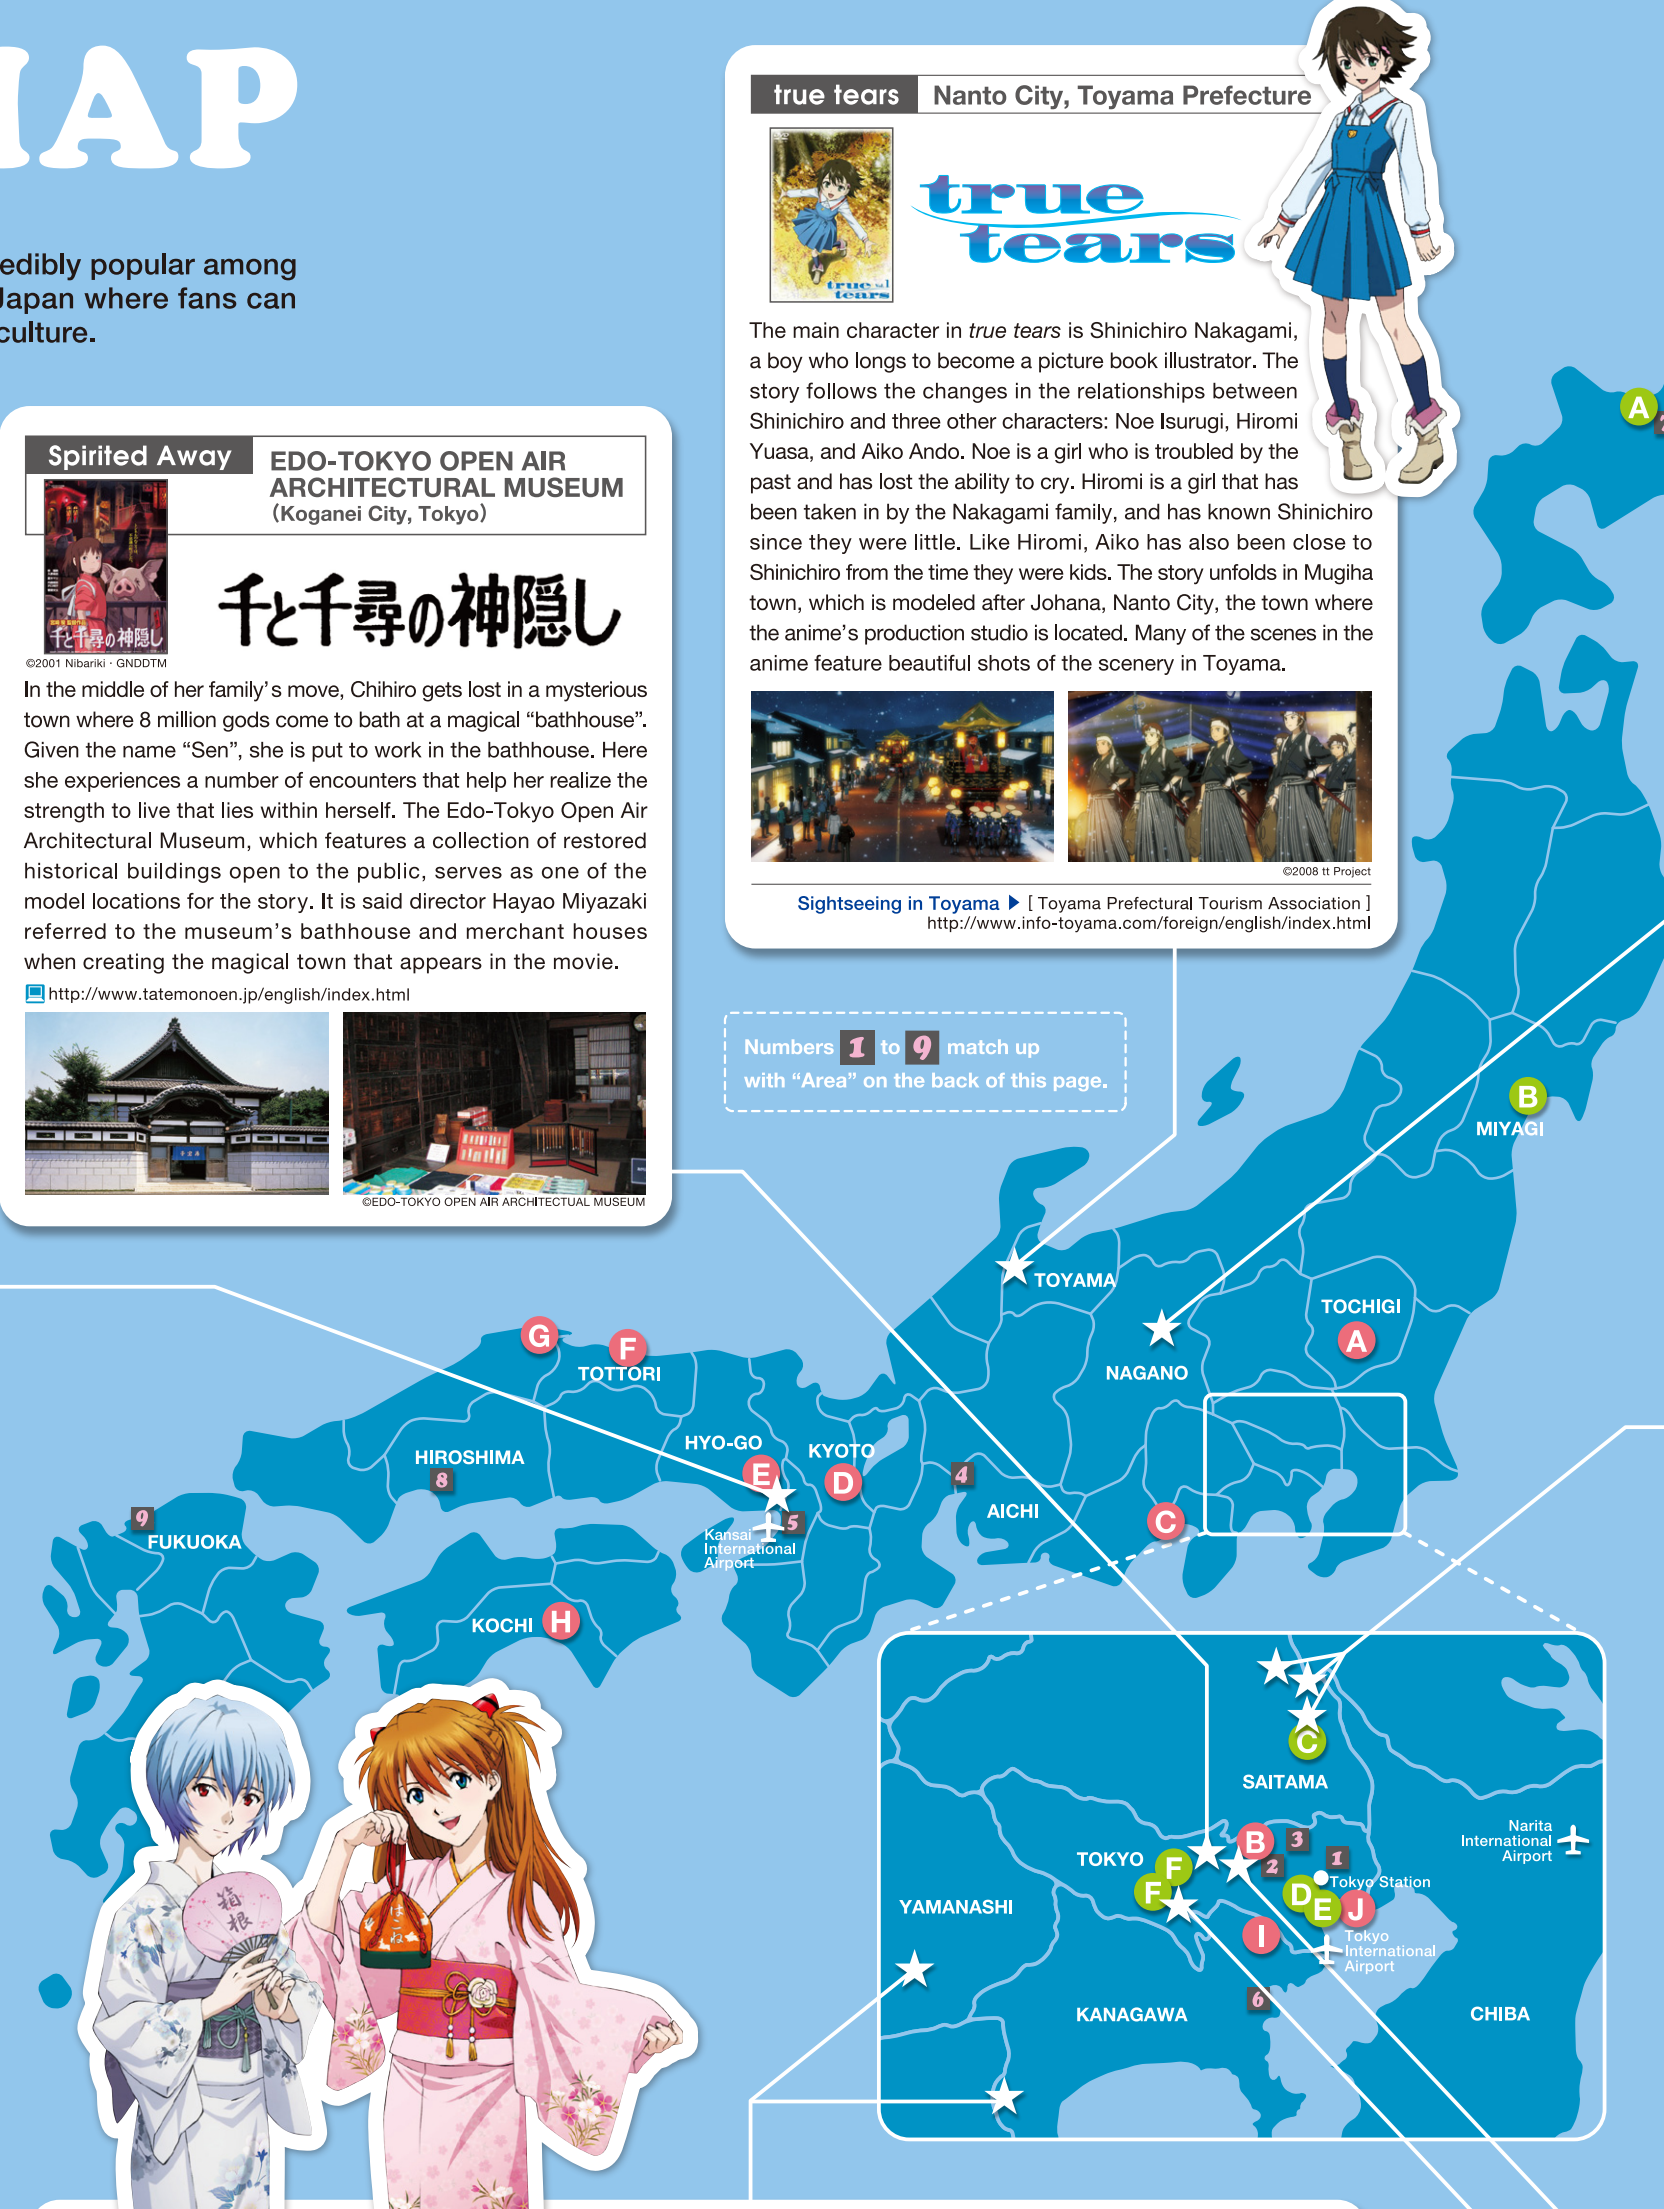 MAP
edibly popular among
Japan where fans can
culture.
Spirited Away
EDO-TOKYO OPEN AIR
ARCHITECTURAL MUSEUM
(Koganei City, Tokyo)
千と千尋の神隠し
千と千尋の神隠し
©2001 Nibariki · GNDDTM
In the middle of her family's move, Chihiro gets lost in a mysterious
town where 8 million gods come to bath at a magical “bathhouse”.
Given the name “Sen”, she is put to work in the bathhouse. Here
she experiences a number of encounters that help her realize the
strength to live that lies within herself. The Edo-Tokyo Open Air
Architectural Museum, which features a collection of restored
historical buildings open to the public, serves as one of the
model locations for the story. It is said director Hayao Miyazaki
referred to the museum's bathhouse and merchant houses
when creating the magical town that appears in the movie.
http://www.tatemonoen.jp/english/index.html
©EDO-TOKYO OPEN AIR ARCHITECTUAL MUSEUM
true tears
Nanto City, Toyama Prefecture
true
tears
true
tears
The main character in true tears is Shinichiro Nakagami,
a boy who longs to become a picture book illustrator. The
story follows the changes in the relationships between
Shinichiro and three other characters: Noe Isurugi, Hiromi
Yuasa, and Aiko Ando. Noe is a girl who is troubled by the
past and has lost the ability to cry. Hiromi is a girl that has
been taken in by the Nakagami family, and has known Shinichiro
since they were little. Like Hiromi, Aiko has also been close to
Shinichiro from the time they were kids. The story unfolds in Mugiha
town, which is modeled after Johana, Nanto City, the town where
the anime's production studio is located. Many of the scenes in the
anime feature beautiful shots of the scenery in Toyama.
©2008 tt Project
Sightseeing in Toyama ▶ [ Toyama Prefectural Tourism Association ]
http://www.info-toyama.com/foreign/english/index.html
Numbers 1 to 9 match up
with “Area” on the back of this page.
A
B
MIYAGI
TOYAMA
TOCHIGI
A
NAGANO
G
F
TOTTORI
HYO-GO
E
KYOTO
D
HIROSHIMA
8
4
AICHI
C
9
FUKUOKA
5
Kansai
International
Airport
KOCHI
H
箱根
はこね
C
SAITAMA
Narita
International
Airport
B
3
2
1
TOKYO
F
F
Tokyo Station
D
E
J
I
Tokyo
International
Airport
YAMANASHI
6
KANAGAWA
CHIBA